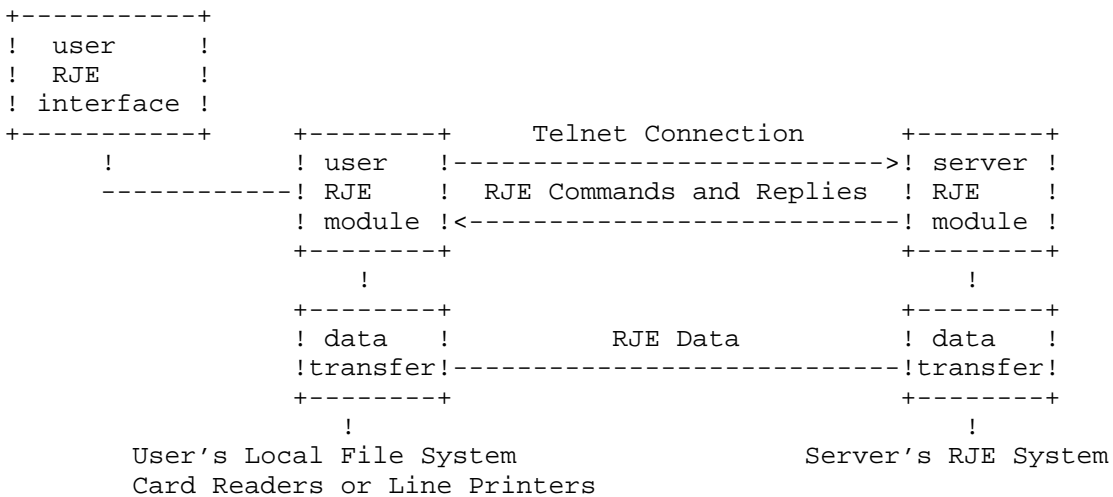 +-----------+
!  user     !
!  RJE      !
! interface !
+-----------+     +--------+     Telnet Connection      +--------+
      !           ! user   !--------------------------->! server !
      ------------! RJE    !  RJE Commands and Replies  ! RJE    !
                  ! module !<---------------------------! module !
                  +--------+                            +--------+
                      !                                     !
                  +--------+                            +--------+
                  ! data   !          RJE Data          ! data   !
                  !transfer!----------------------------!transfer!
                  +--------+                            +--------+
                     !                                      !
        User's Local File System                  Server's RJE System
        Card Readers or Line Printers